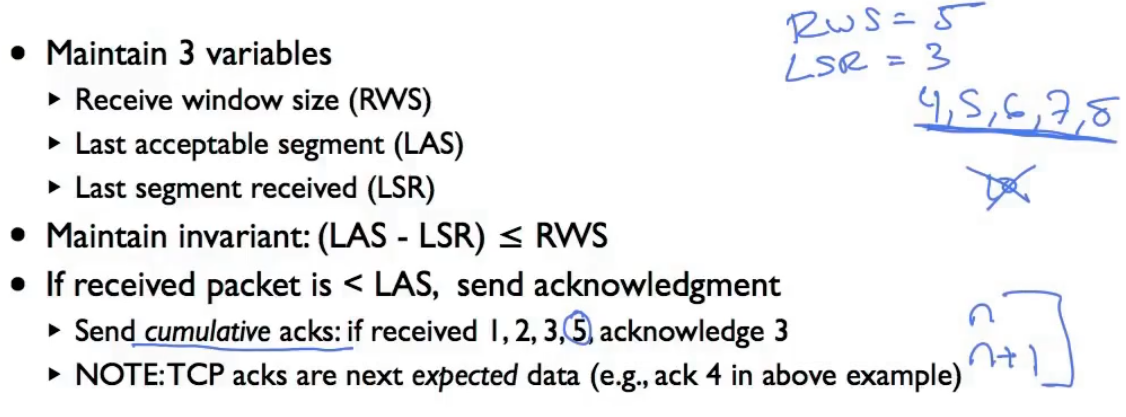 • Maintain 3 variables
▸ Receive window size (RWS)
▸ Last acceptable segment (LAS)
▸ Last segment received (LSR)
• Maintain invariant: (LAS - LSR) ≤ RWS
• If received packet is < LAS, send acknowledgment
▸ Send cumulative acks: if received 1, 2, 3, 5, acknowledge 3
▸ NOTE: TCP acks are next expected data (e.g., ack 4 in above example)
RWS = 5
LSR = 3
4, 5, 6, 7, 8
n
n+1